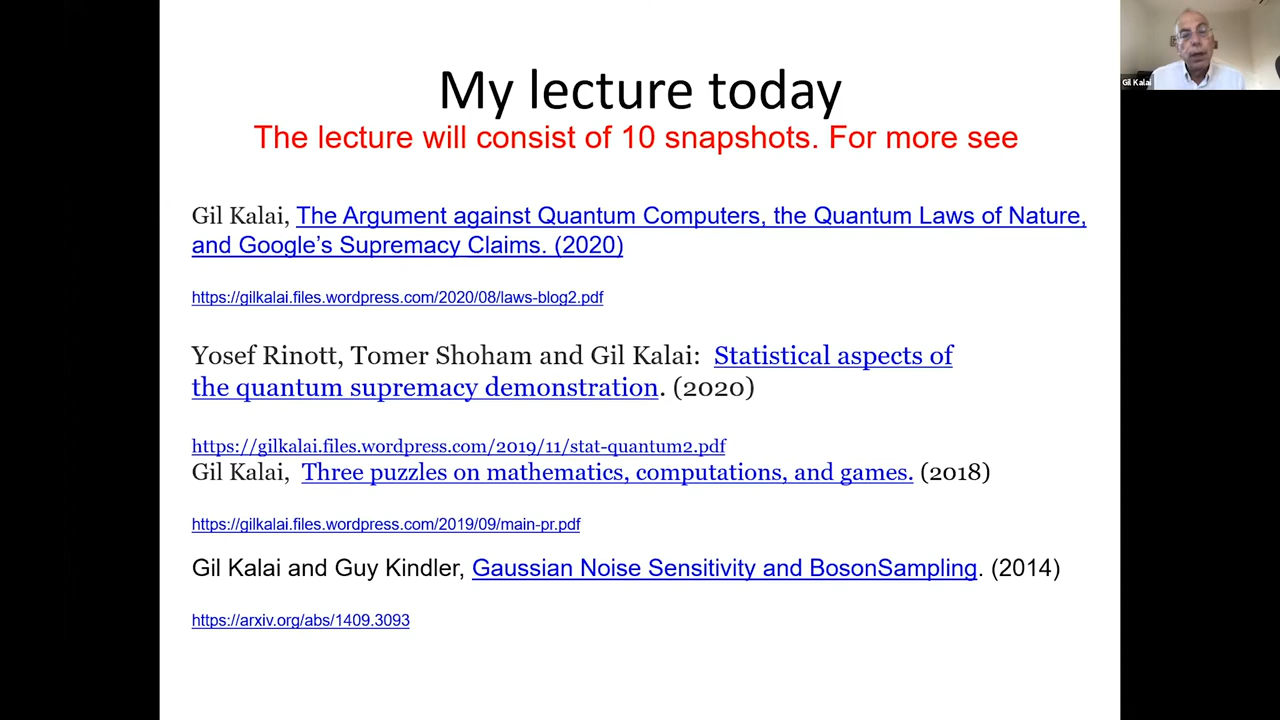 My lecture today
The lecture will consist of 10 snapshots. For more see
Gil Kalai
Gil Kalai, The Argument against Quantum Computers, the Quantum Laws of Nature,
and Google’s Supremacy Claims. (2020)
https://gilkalai.files.wordpress.com/2020/08/laws-blog2.pdf
Yosef Rinott, Tomer Shoham and Gil Kalai: Statistical aspects of
the quantum supremacy demonstration. (2020)
https://gilkalai.files.wordpress.com/2019/11/stat-quantum2.pdf
Gil Kalai, Three puzzles on mathematics, computations, and games. (2018)
https://gilkalai.files.wordpress.com/2019/09/main-pr.pdf
Gil Kalai and Guy Kindler, Gaussian Noise Sensitivity and BosonSampling. (2014)
https://arxiv.org/abs/1409.3093